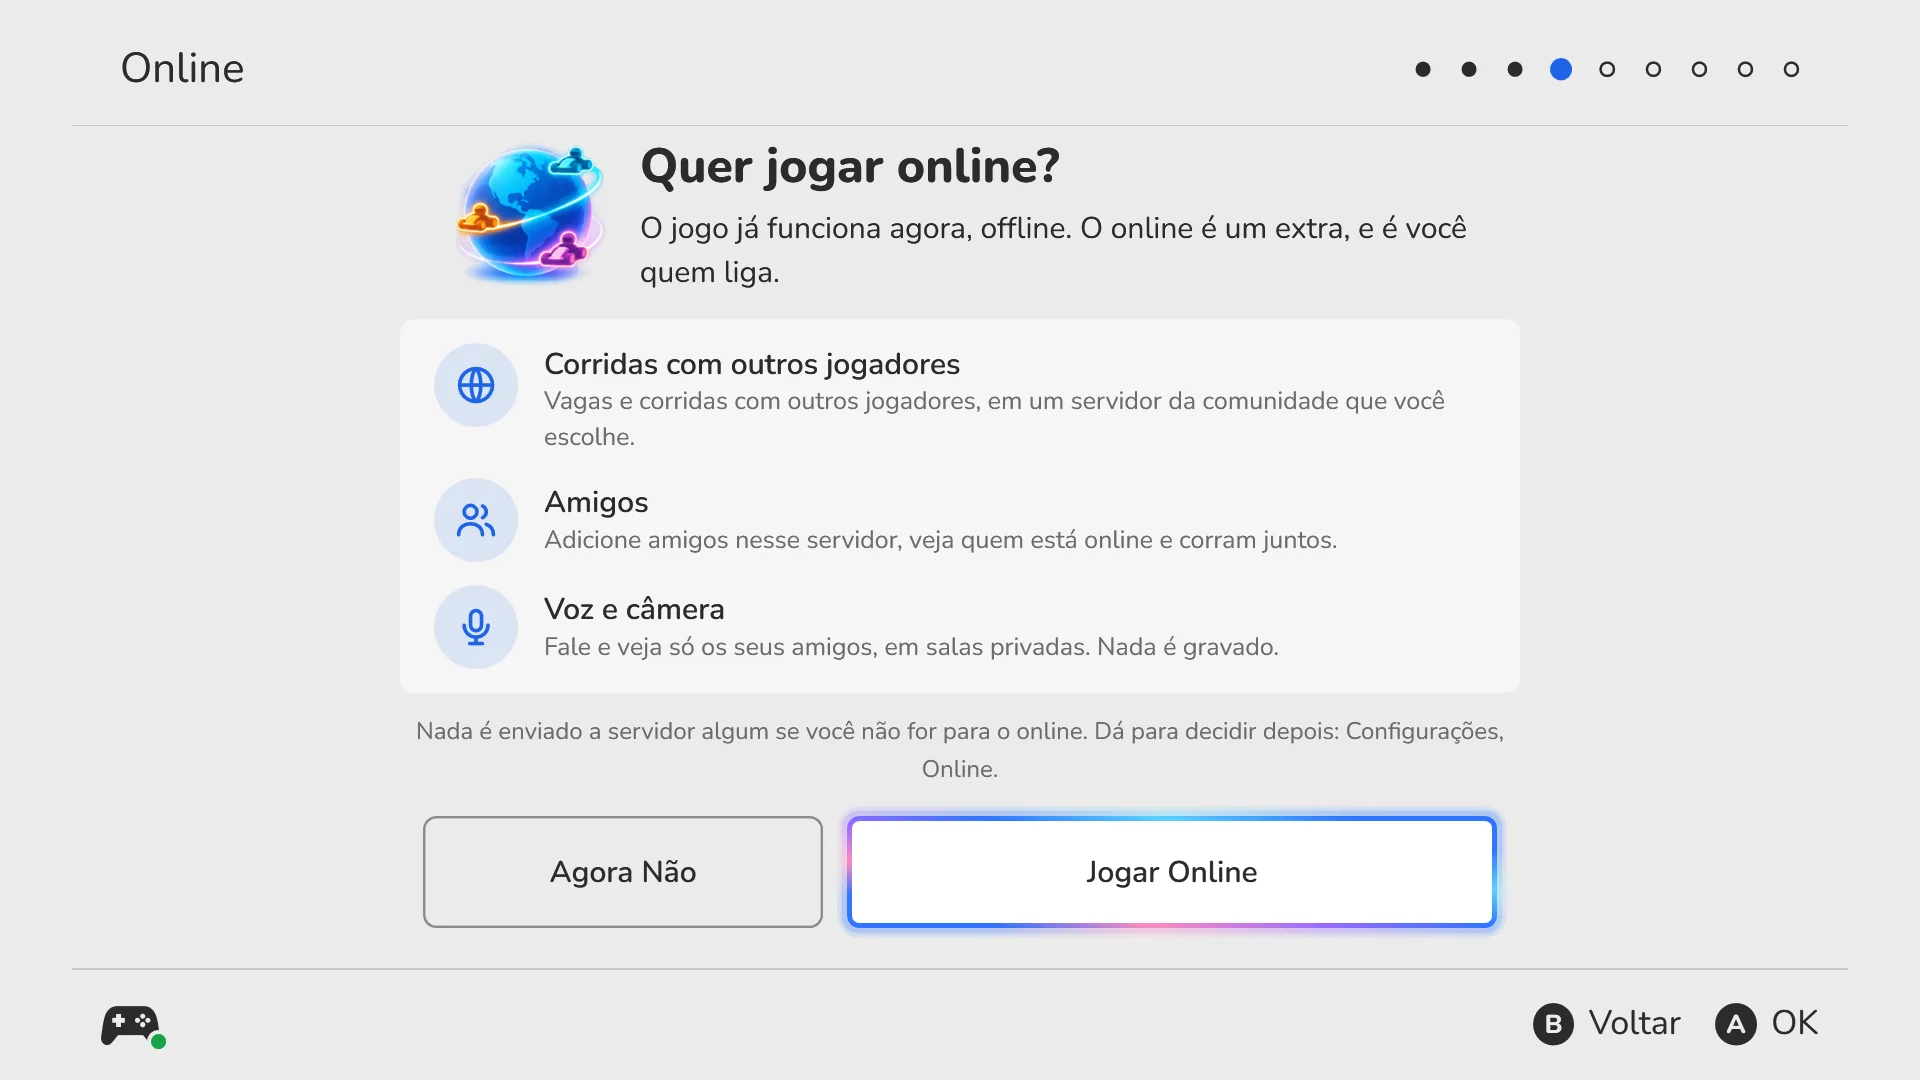 Online
Quer jogar online?
O jogo já funciona agora, offline. O online é um extra, e é você
quem liga.
Corridas com outros jogadores
Vagas e corridas com outros jogadores, em um servidor da comunidade que você
escolhe.
Amigos
Adicione amigos nesse servidor, veja quem está online e corram juntos.
Voz e câmera
Fale e veja só os seus amigos, em salas privadas. Nada é gravado.
Nada é enviado a servidor algum se você não for para o online. Dá para decidir depois: Configurações,
Online.
Agora Não
Jogar Online
B Voltar A OK